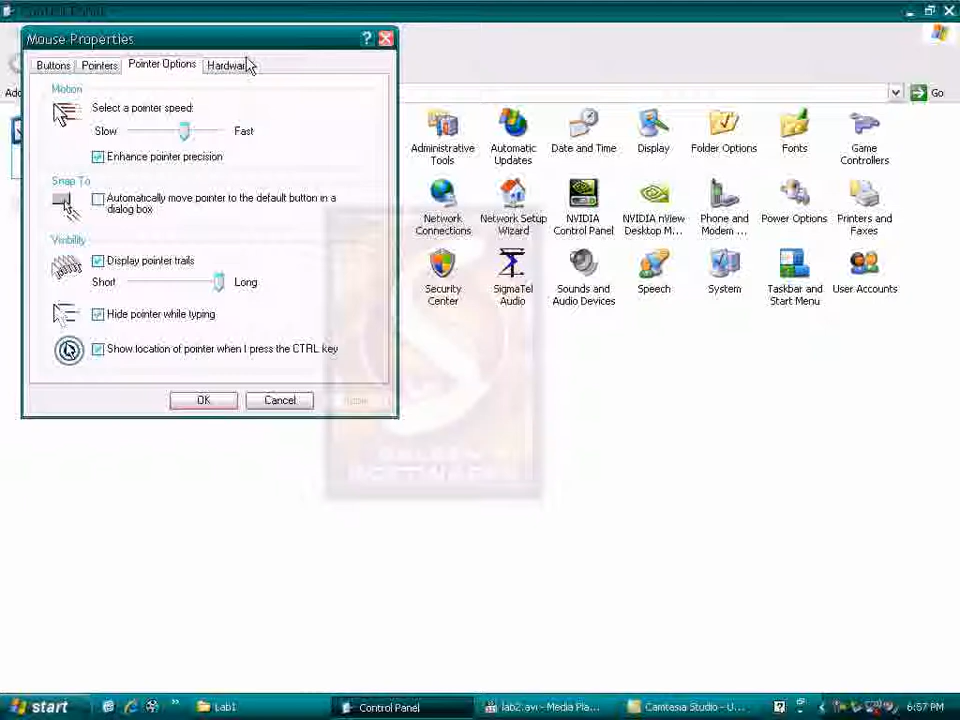 Control Panel
Mouse Properties
Buttons
Pointers
Pointer Options
Hardware
Motion
Select a pointer speed:
Slow
Fast
Enhance pointer precision
Snap To
Automatically move pointer to the default button in a
dialog box
Visibility
Display pointer trails
Short
Long
Hide pointer while typing
Show location of pointer when I press the CTRL key
OK
Cancel
Go
Administrative
Tools
Automatic
Updates
Date and Time
Display
Folder Options
Fonts
Game
Controllers
Network
Connections
Network Setup
Wizard
NVIDIA
Control Panel
NVIDIA nView
Desktop M...
Phone and
Modem ...
Power Options
Printers and
Faxes
Security
Center
SigmaTel
Audio
Sounds and
Audio Devices
Speech
System
Taskbar and
Start Menu
User Accounts
start
Lab1
Control Panel
lab2.avi - Media Pla...
Camtasia Studio - U...
6:57 PM